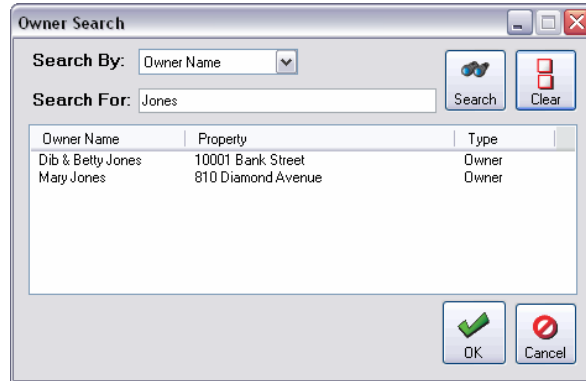 Owner Search
Search By: Owner Name
Search For: Jones
Search Clear
Owner Name Property Type
Dib & Betty Jones 10001 Bank Street Owner
Mary Jones 810 Diamond Avenue Owner
OK Cancel